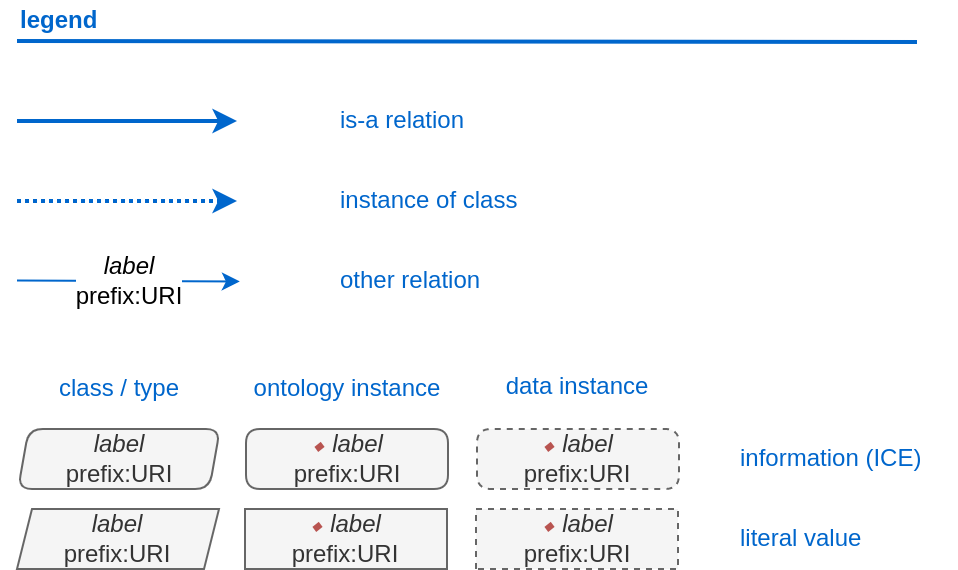 legend
is-a relation
instance of class
label
prefix:URI
other relation
class / type
ontology instance
data instance
label
prefix:URI
label
prefix:URI
label
prefix:URI
information (ICE)
label
prefix:URI
label
prefix:URI
label
prefix:URI
literal value